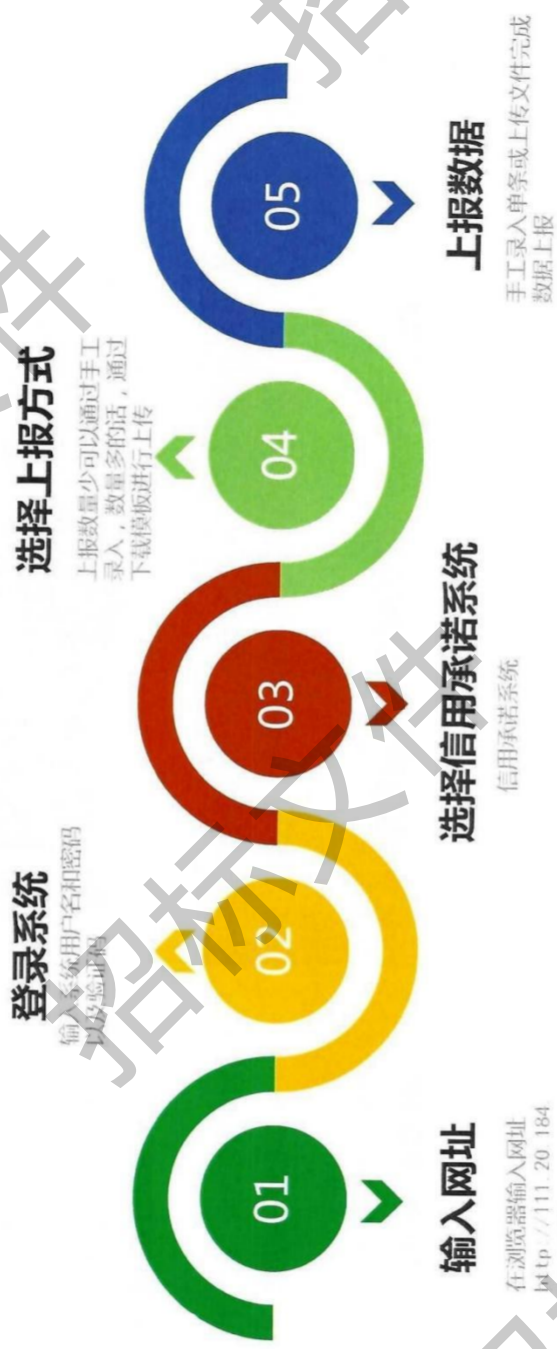 01
输入网址
在浏览器输入网址
http://111.20.184
02
登录系统
输入系统用户名和密码
以及验证码
03
选择信用承诺系统
信用承诺系统
04
选择上报方式
上报数量少可以通过手工
录入，数量多的话，通过
下载模板进行上传
05
上报数据
手工录入单条或上传文件完成
数据上报
招标文件